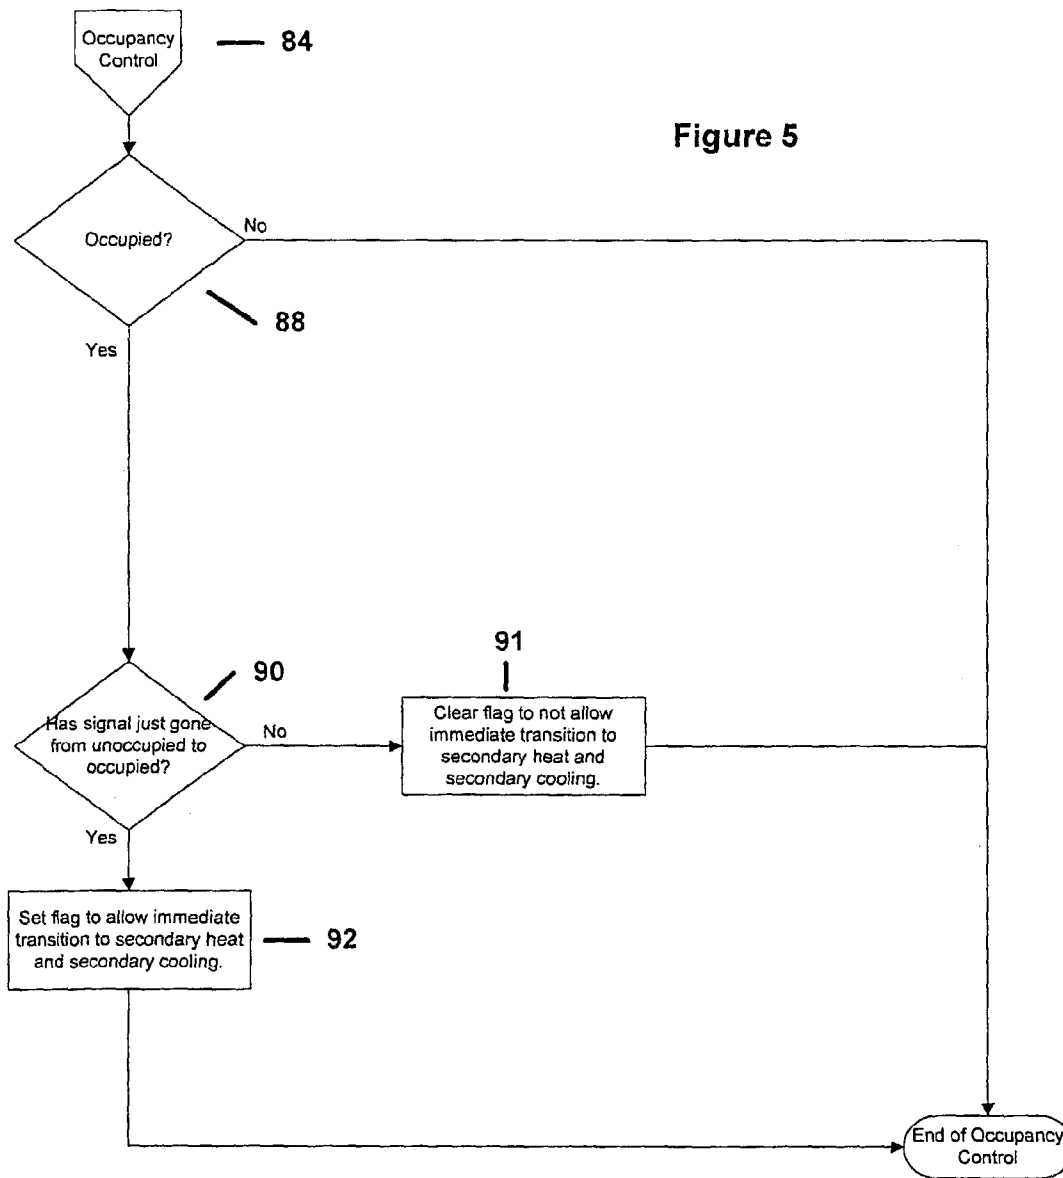 Occupancy
Control
84
Figure 5
Occupied?
No
88
Yes
91
90
Has signal just gone
from unoccupied to
occupied?
No
Clear flag to not allow
immediate transition to
secondary heat and
secondary cooling.
Yes
Set flag to allow immediate
transition to secondary heat
and secondary cooling.
92
End of Occupancy
Control